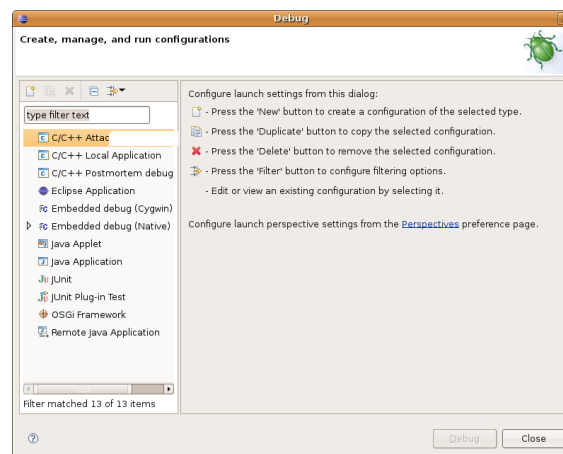 Debug
Create, manage, and run configurations
type filter text
C/C++ Attac
C/C++ Local Application
C/C++ Postmortem debug
Eclipse Application
Embedded debug (Cygwin)
Embedded debug (Native)
Java Applet
Java Application
JUnit
JUnit Plug-in Test
OSGi Framework
Remote Java Application
Filter matched 13 of 13 items
Configure launch settings from this dialog:
- Press the 'New' button to create a configuration of the selected type.
- Press the 'Duplicate' button to copy the selected configuration.
- Press the 'Delete' button to remove the selected configuration.
- Press the 'Filter' button to configure filtering options.
- Edit or view an existing configuration by selecting it.
Configure launch perspective settings from the Perspectives preference page.
Debug
Close